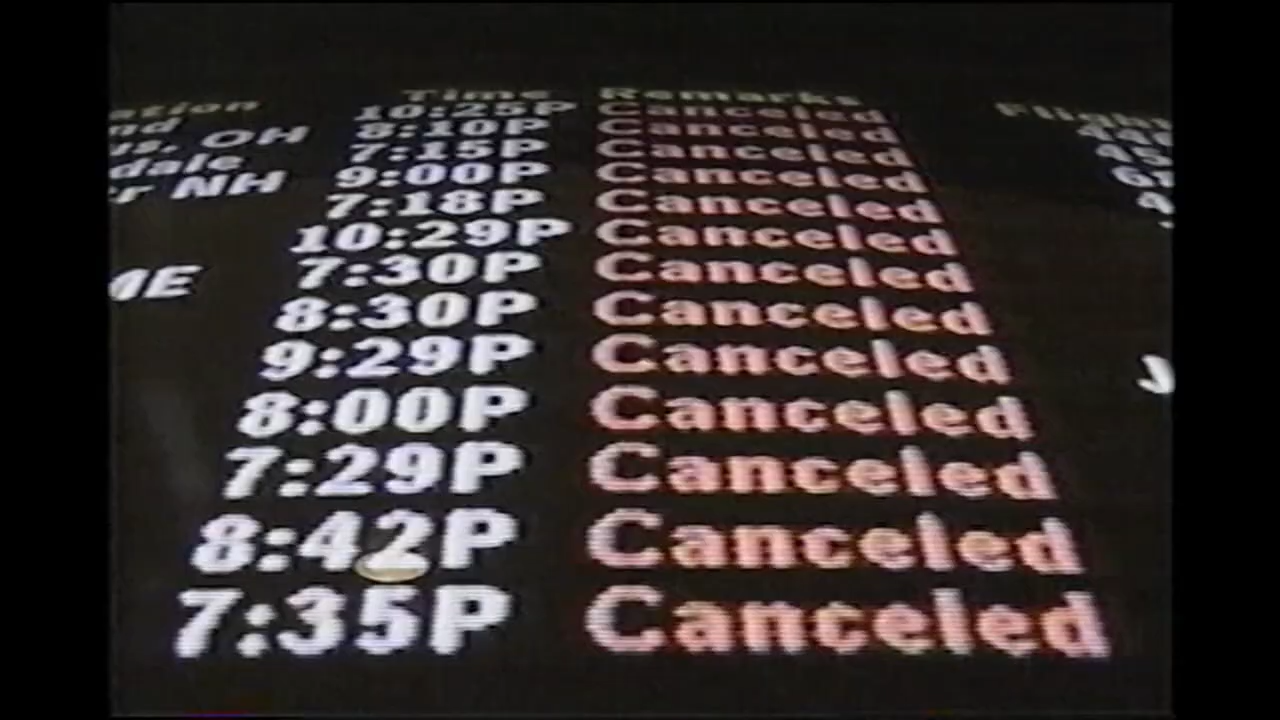 Time Remarks
10:25P Canceled
OH 8:10P Canceled
7:15P Canceled
NH 9:00P Canceled
7:18P Canceled
10:29P Canceled
ME 7:30P Canceled
8:30P Canceled
9:29P Canceled
8:00P Canceled
7:29P Canceled
8:42P Canceled
7:35P Canceled